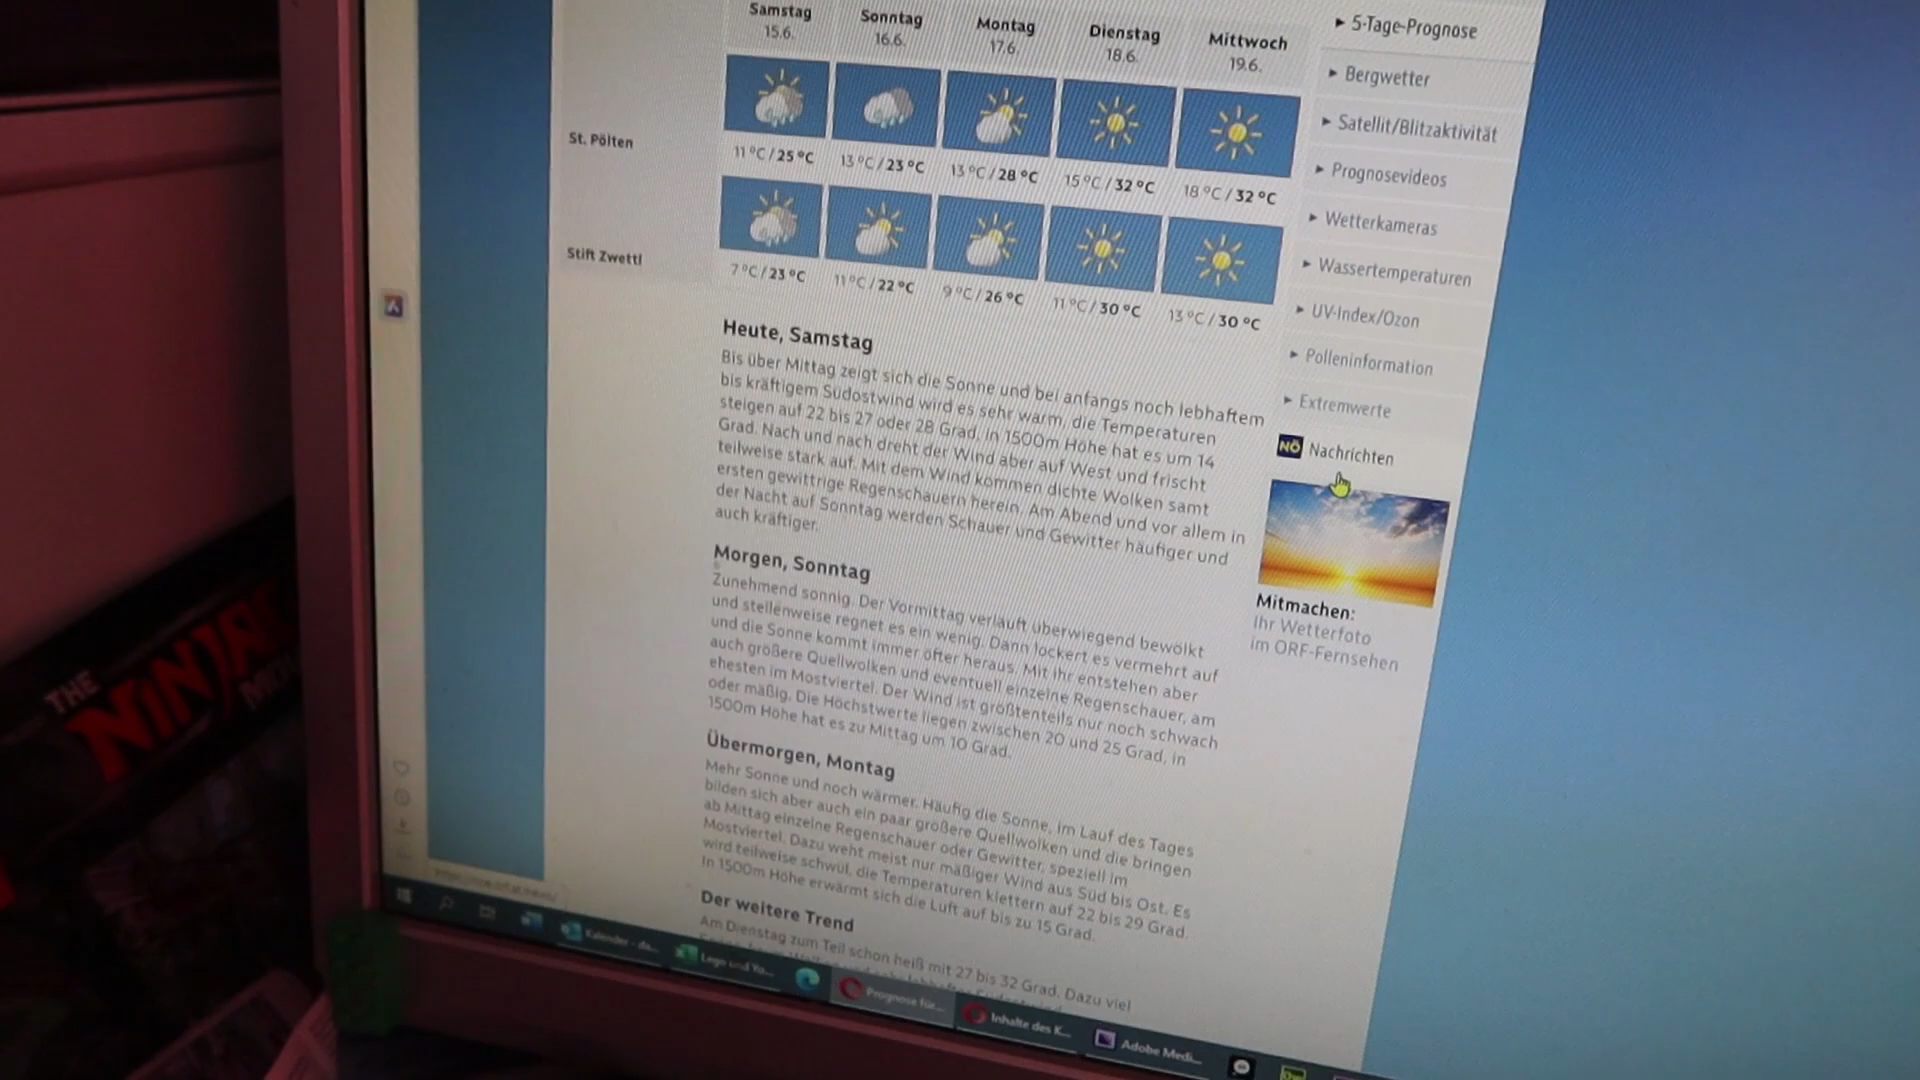 Samstag Sonntag Montag Dienstag Mittwoch
15.6. 16.6. 17.6. 18.6. 19.6.
St. Pölten
11 °C / 25 °C 13 °C / 23 °C 13 °C / 28 °C 15 °C / 32 °C 18 °C / 32 °C
Stift Zwettl
7 °C / 23 °C 11 °C / 22 °C 9 °C / 26 °C 11 °C / 30 °C 13 °C / 30 °C
Heute, Samstag
Bis über Mittag zeigt sich die Sonne und bei anfangs noch lebhaftem
bis kräftigem Südostwind wird es sehr warm, die Temperaturen
steigen auf 22 bis 27 oder 28 Grad, in 1500m Höhe hat es um 14
Grad. Nach und nach dreht der Wind aber auf West und frischt
teilweise stark auf. Mit dem Wind kommen dichte Wolken samt
ersten gewittrige Regenschauern herein. Am Abend und vor allem in
der Nacht auf Sonntag werden Schauer und Gewitter häufiger und
auch kräftiger.
Morgen, Sonntag
Zunehmend sonnig. Der Vormittag verläuft überwiegend bewölkt
und stellenweise regnet es ein wenig. Dann lockert es vermehrt auf
und die Sonne kommt immer öfter heraus. Mit ihr entstehen aber
auch größere Quellwolken und eventuell einzelne Regenschauer, am
ehesten im Mostviertel. Der Wind ist größtenteils nur noch schwach
oder mäßig. Die Höchstwerte liegen zwischen 20 und 25 Grad, in
1500m Höhe hat es zu Mittag um 10 Grad.
Übermorgen, Montag
Mehr Sonne und noch wärmer. Häufig die Sonne, im Lauf des Tages
bilden sich aber auch ein paar größere Quellwolken und die bringen
ab Mittag einzelne Regenschauer oder Gewitter, speziell im
Mostviertel. Dazu weht meist nur mäßiger Wind aus Süd bis Ost. Es
wird teilweise schwül, die Temperaturen klettern auf 22 bis 29 Grad.
In 1500m Höhe erwärmt sich die Luft auf bis zu 15 Grad.
Der weitere Trend
Am Dienstag zum Teil schon heiß mit 27 bis 32 Grad. Dazu viel
5-Tage-Prognose
Bergwetter
Satellit/Blitzaktivität
Prognosevideos
Wetterkameras
Wassertemperaturen
UV-Index/Ozon
Polleninformation
Extremwerte
NÖ Nachrichten
Mitmachen:
Ihr Wetterfoto
im ORF-Fernsehen
Kalender - da...
Lego und Yo...
Prognose für...
Inhalte des K...
Adobe Medi...
THE
NINJA